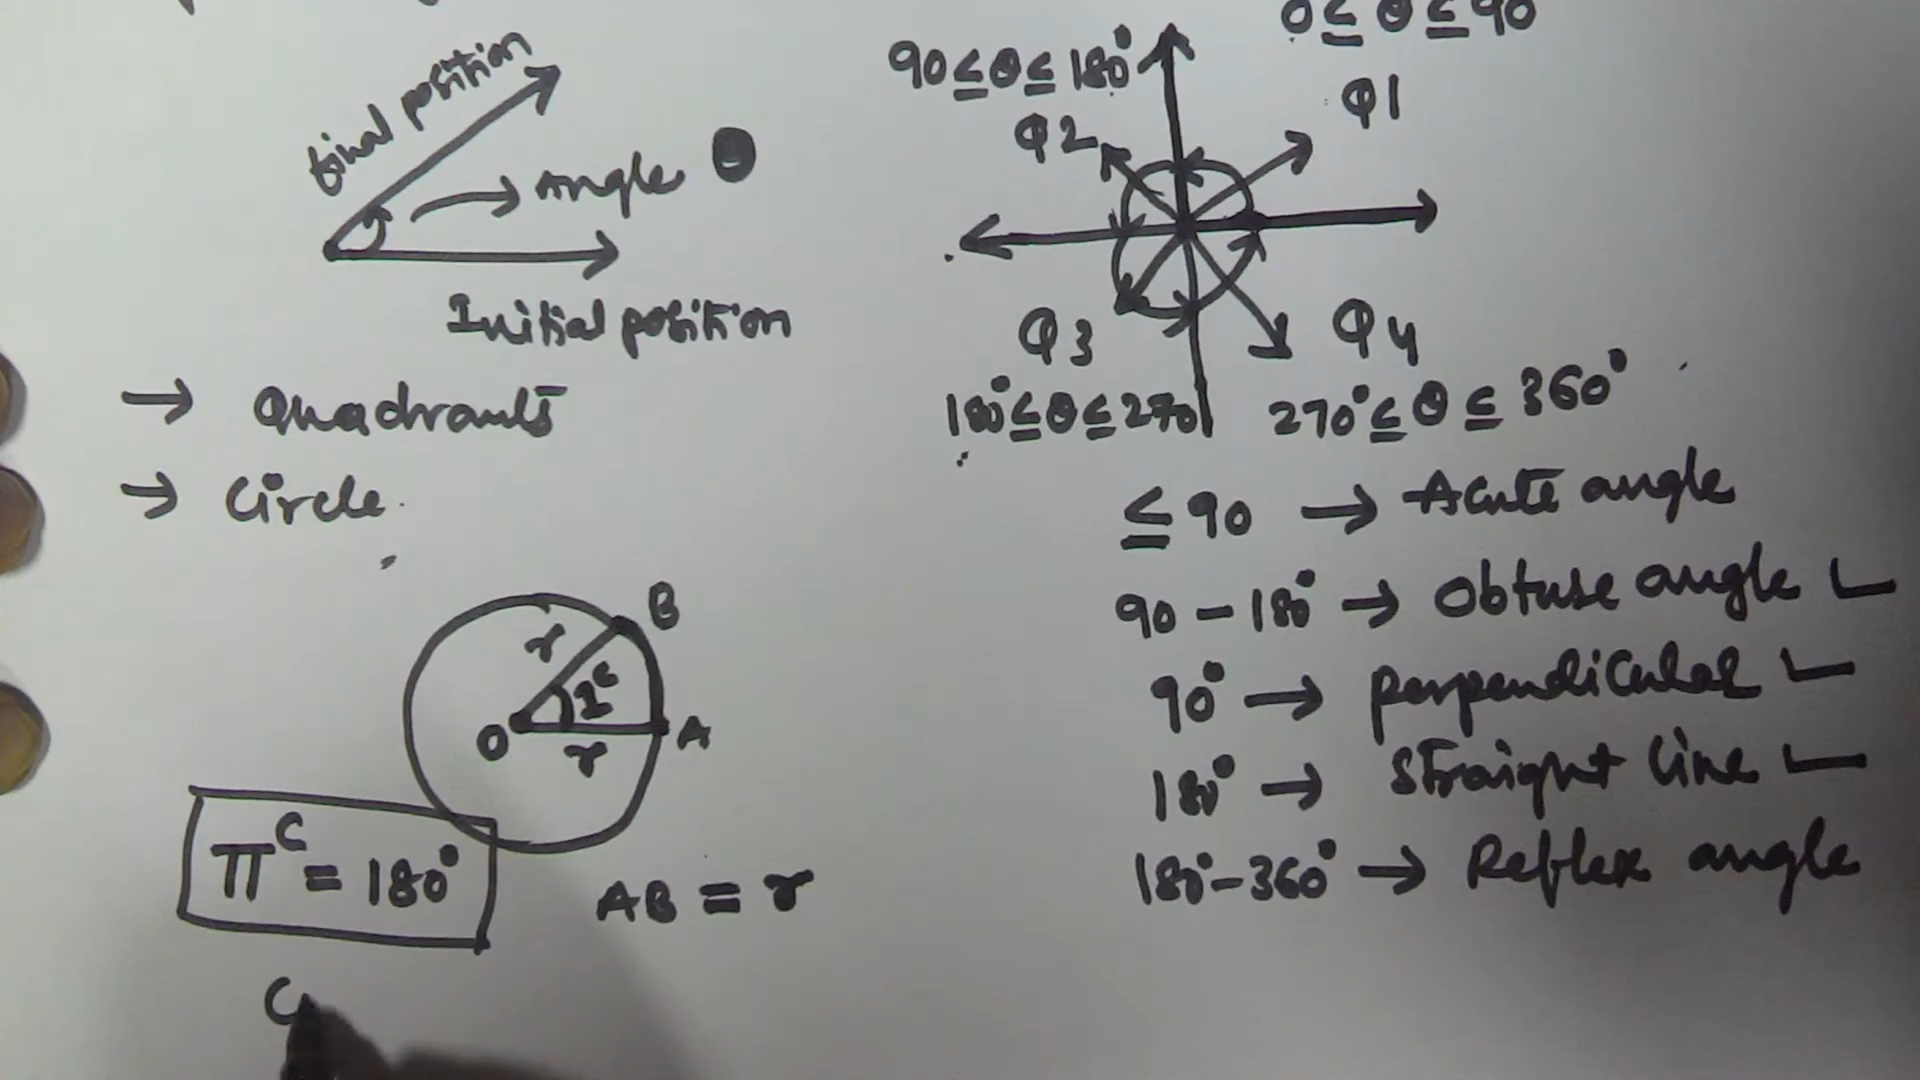 final position
Angle θ
Initial position
0 ≤ θ ≤ 90
90 ≤ θ ≤ 180°
Q1
Q2
Q3
Q4
180° ≤ θ ≤ 270
270° ≤ θ ≤ 360°
→ Quadrants
→ Circle.
≤ 90 → Acute angle
90 - 180° → Obtuse angle
90° → perpendicular
180° → straight line
180° - 360° → Reflex angle
B
r
1ᶜ
O
r
A
πᶜ = 180°
AB = r
C